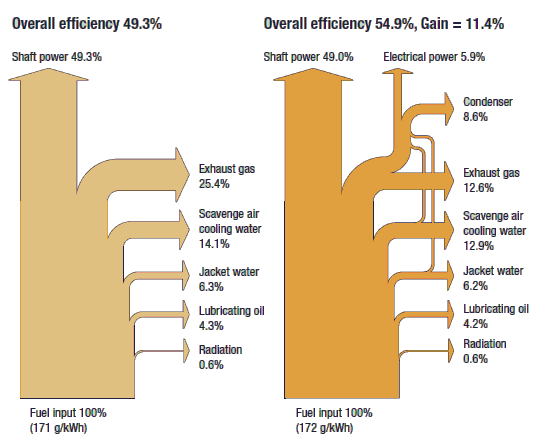 Overall efficiency 49.3%
Shaft power 49.3%
Exhaust gas
25.4%
Scavenge air
cooling water
14.1%
Jacket water
6.3%
Lubricating oil
4.3%
Radiation
0.6%
Fuel input 100%
(171 g/kWh)
Overall efficiency 54.9%, Gain = 11.4%
Shaft power 49.0%
Electrical power 5.9%
Condenser
8.6%
Exhaust gas
12.6%
Scavenge air
cooling water
12.9%
Jacket water
6.2%
Lubricating oil
4.2%
Radiation
0.6%
Fuel input 100%
(172 g/kWh)